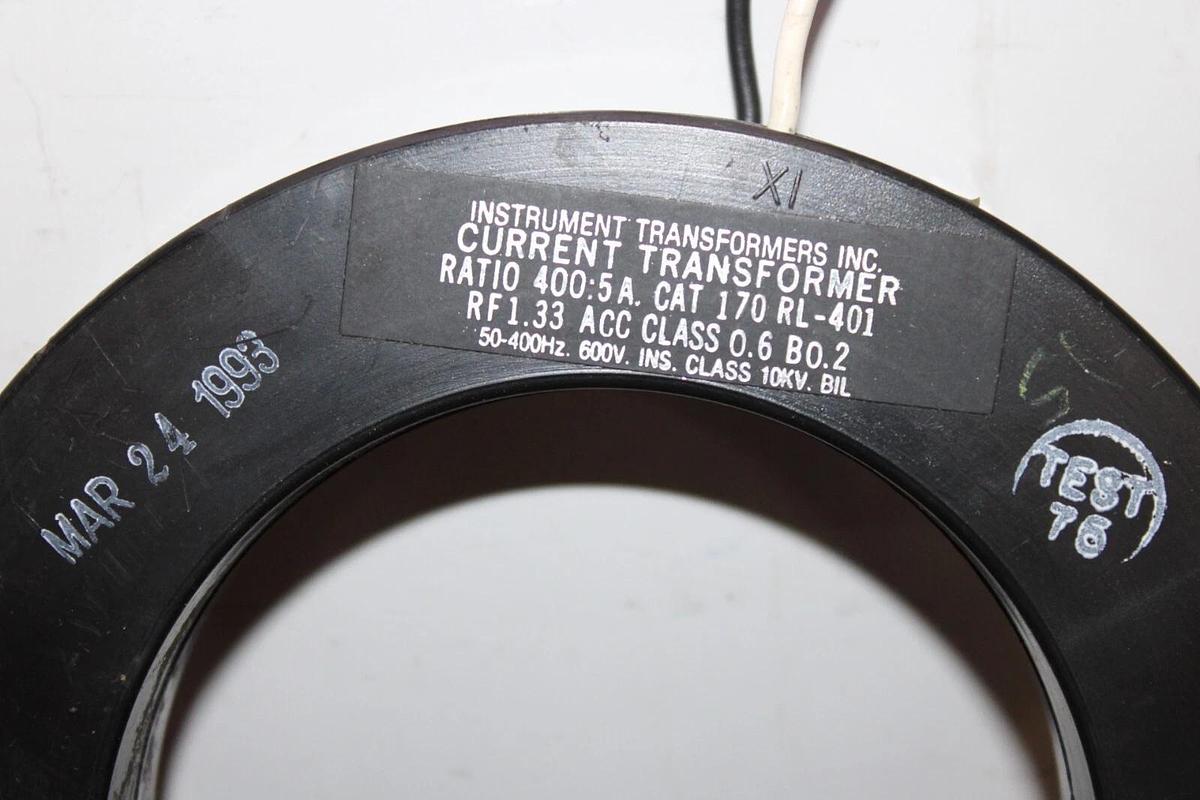 X1
INSTRUMENT TRANSFORMERS INC.
CURRENT TRANSFORMER
RATIO 400:5A. CAT 170 RL-401
RF1.33 ACC CLASS 0.6 B0.2
50-400HZ. 600V. INS. CLASS 10KV. BIL
MAR 24 1993
TEST
76